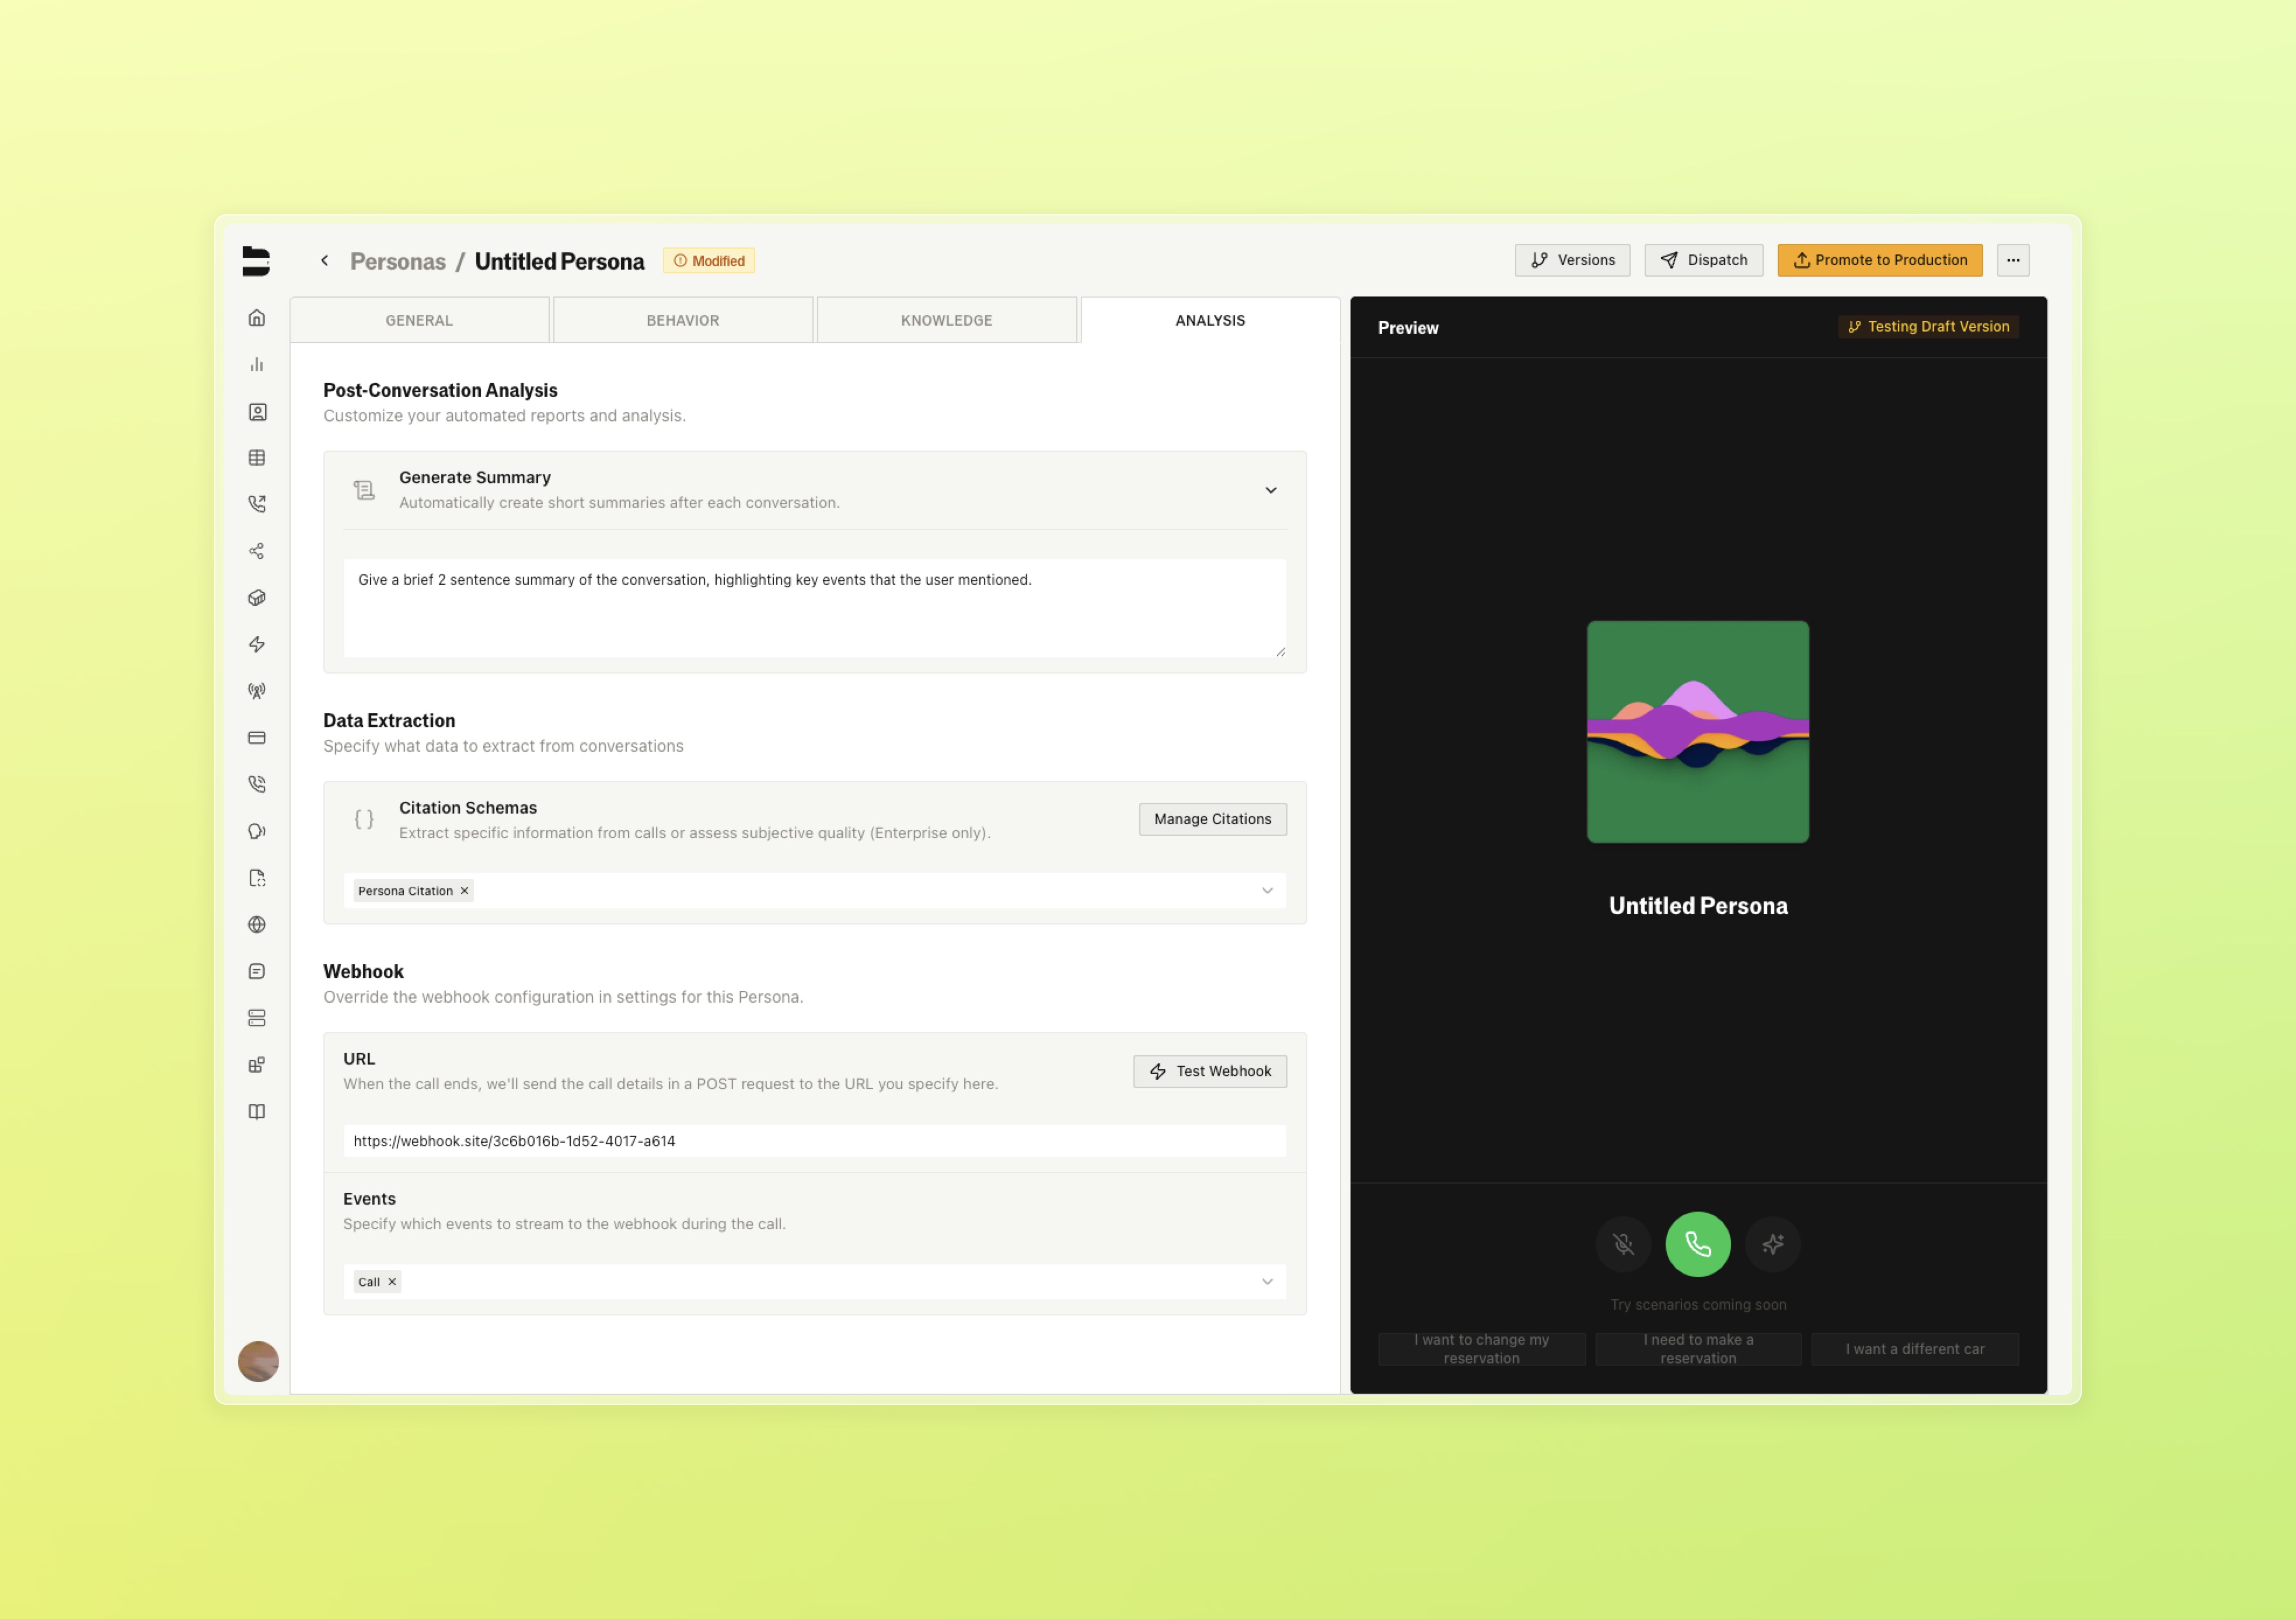 Personas / Untitled Persona
Modified
Versions
Dispatch
Promote to Production
GENERAL
BEHAVIOR
KNOWLEDGE
ANALYSIS
Post-Conversation Analysis
Customize your automated reports and analysis.
Generate Summary
Automatically create short summaries after each conversation.
Give a brief 2 sentence summary of the conversation, highlighting key events that the user mentioned.
Data Extraction
Specify what data to extract from conversations
Citation Schemas
Extract specific information from calls or assess subjective quality (Enterprise only).
Manage Citations
Persona Citation
Webhook
Override the webhook configuration in settings for this Persona.
URL
When the call ends, we'll send the call details in a POST request to the URL you specify here.
Test Webhook
https://webhook.site/3c6b016b-1d52-4017-a614
Events
Specify which events to stream to the webhook during the call.
Call
Preview
Testing Draft Version
Untitled Persona
Try scenarios coming soon
I want to change my
reservation
I need to make a
reservation
I want a different car